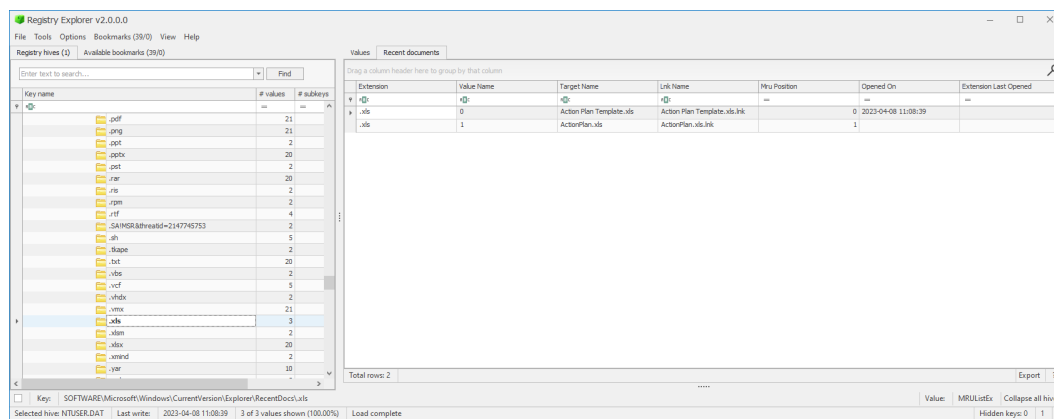 Registry Explorer v2.0.0.0
File Tools Options Bookmarks (39/0) View Help
Registry hives (1) Available bookmarks (39/0)
Enter text to search... Find
Key name # values # subkeys
= =
.pdf 21
.png 21
.ppt 2
.pptx 20
.pst 2
.rar 20
.ris 2
.rpm 2
.rtf 4
.SA!MSR&threatid=2147745753 2
.sh 5
.tkape 2
.txt 20
.vbs 2
.vcf 5
.vhdx 2
.vmx 21
.xls 3
.xlsm 2
.xlsx 20
.xmind 2
.yar 10
Values Recent documents
Drag a column header here to group by that column
Extension Value Name Target Name Lnk Name Mru Position Opened On Extension Last Opened
= = =
.xls 0 Action Plan Template.xls Action Plan Template.xls.lnk 0 2023-04-08 11:08:39
.xls 1 ActionPlan.xls ActionPlan.xls.lnk 1
Total rows: 2 Export
Key: SOFTWARE\Microsoft\Windows\CurrentVersion\Explorer\RecentDocs\.xls Value: MRUListEx Collapse all
Selected hive: NTUSER.DAT Last write: 2023-04-08 11:08:39 3 of 3 values shown (100.00%) Load complete Hidden keys: 0 1